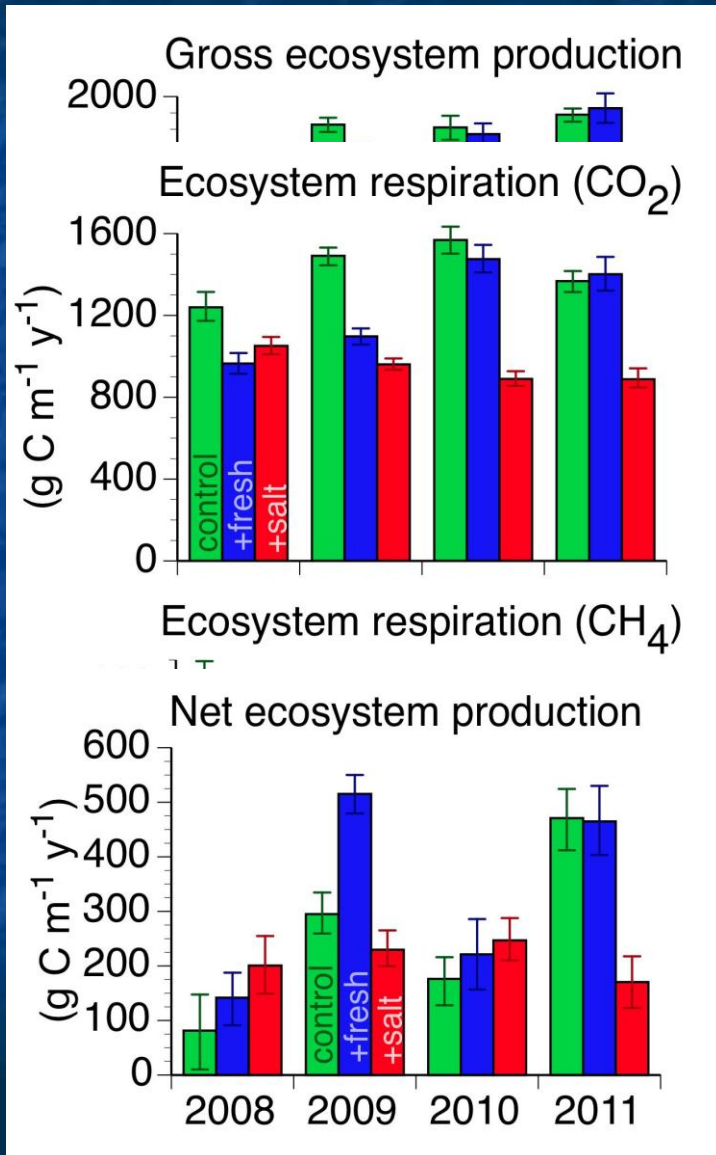 Gross ecosystem production
2000
Ecosystem respiration (CO₂)
1600
1200
800
400
0
(g C m⁻¹ y⁻¹)
control
+fresh
+salt
Ecosystem respiration (CH₄)
Net ecosystem production
600
500
400
300
200
100
0
(g C m⁻¹ y⁻¹)
control
+fresh
+salt
2008 2009 2010 2011